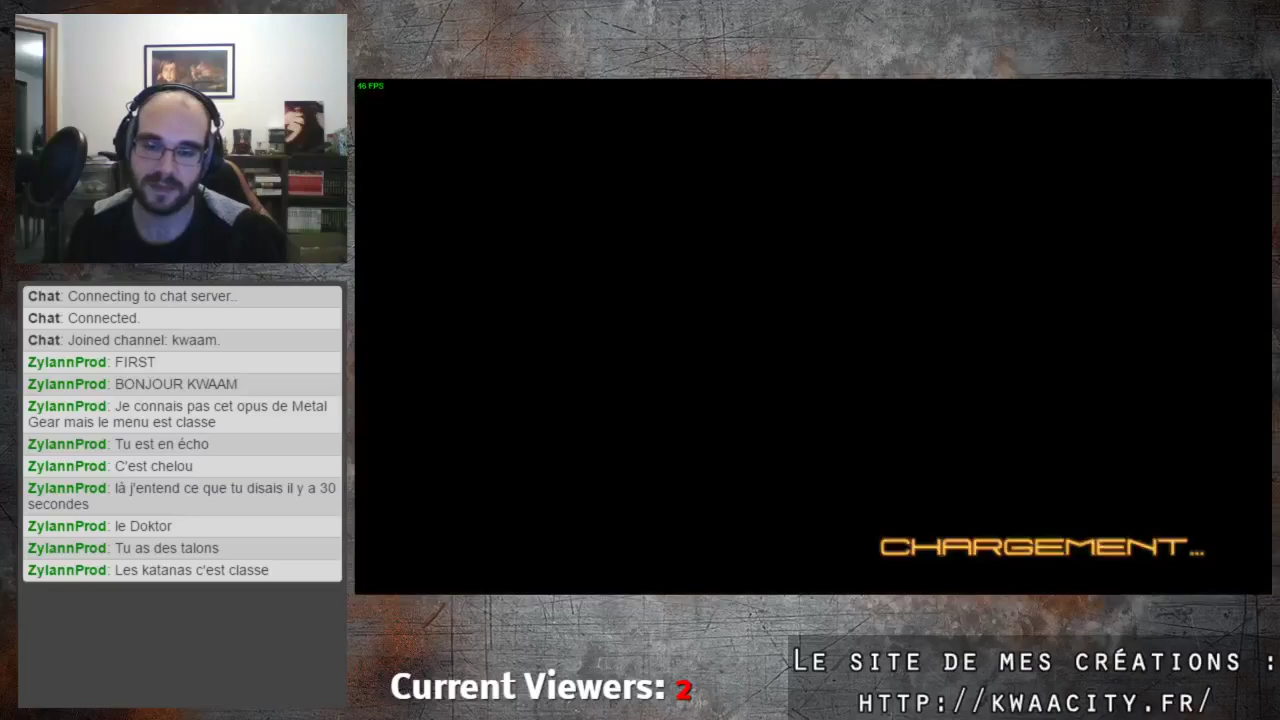 46 FPS
Chat: Connecting to chat server..
Chat: Connected.
Chat: Joined channel: kwaam.
ZylannProd: FIRST
ZylannProd: BONJOUR KWAAM
ZylannProd: Je connais pas cet opus de Metal
Gear mais le menu est classe
ZylannProd: Tu est en écho
ZylannProd: C'est chelou
ZylannProd: là j'entend ce que tu disais il y a 30
secondes
ZylannProd: le Doktor
ZylannProd: Tu as des talons
ZylannProd: Les katanas c'est classe
CHARGEMENT...
Current Viewers: 2
LE SITE DE MES CRÉATIONS :
HTTP://KWAACITY.FR/